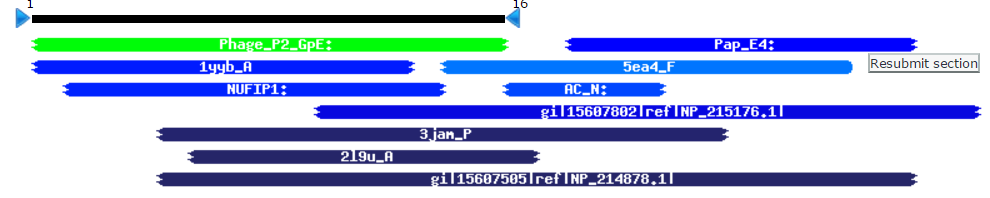 1 16
Phage_P2_GpE: Pap_E4:
1yyb_A 5ea4_F Resubmit section
NUFIP1: AC_N:
gi|15607802|ref|NP_215176.1|
3jam_P
2l9u_A
gi|15607505|ref|NP_214878.1|